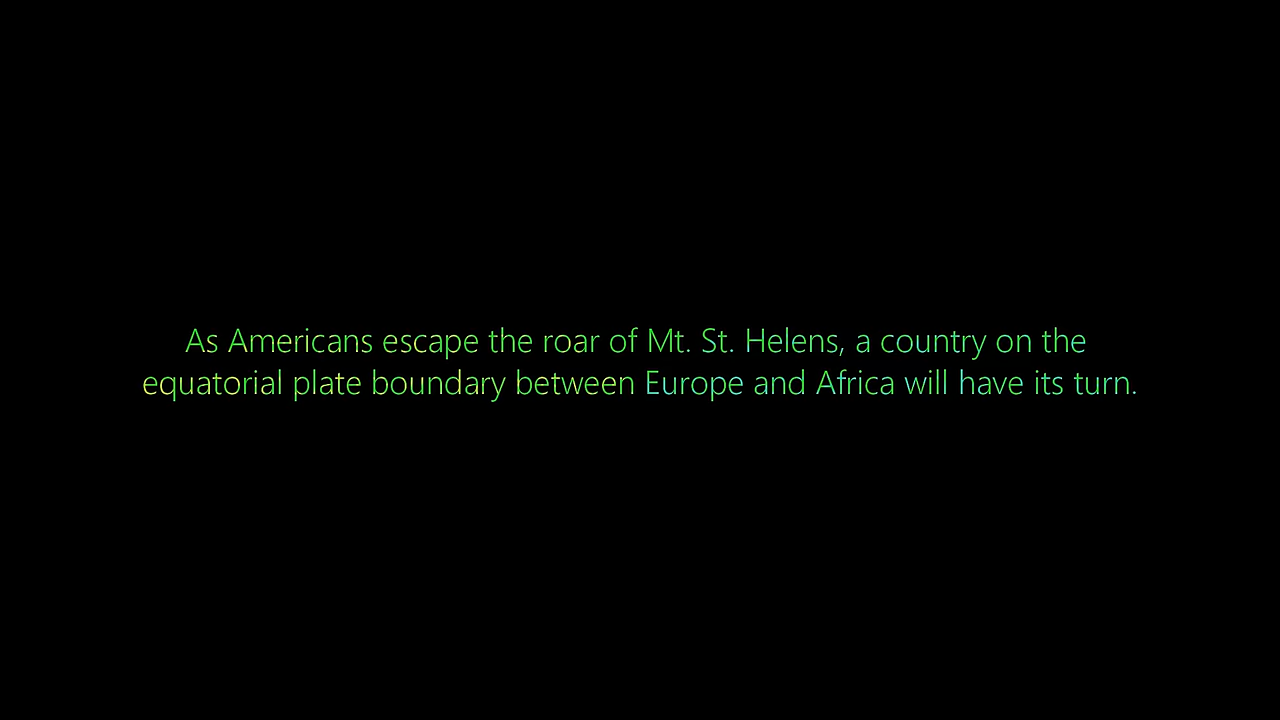 As Americans escape the roar of Mt. St. Helens, a country on the
equatorial plate boundary between Europe and Africa will have its turn.